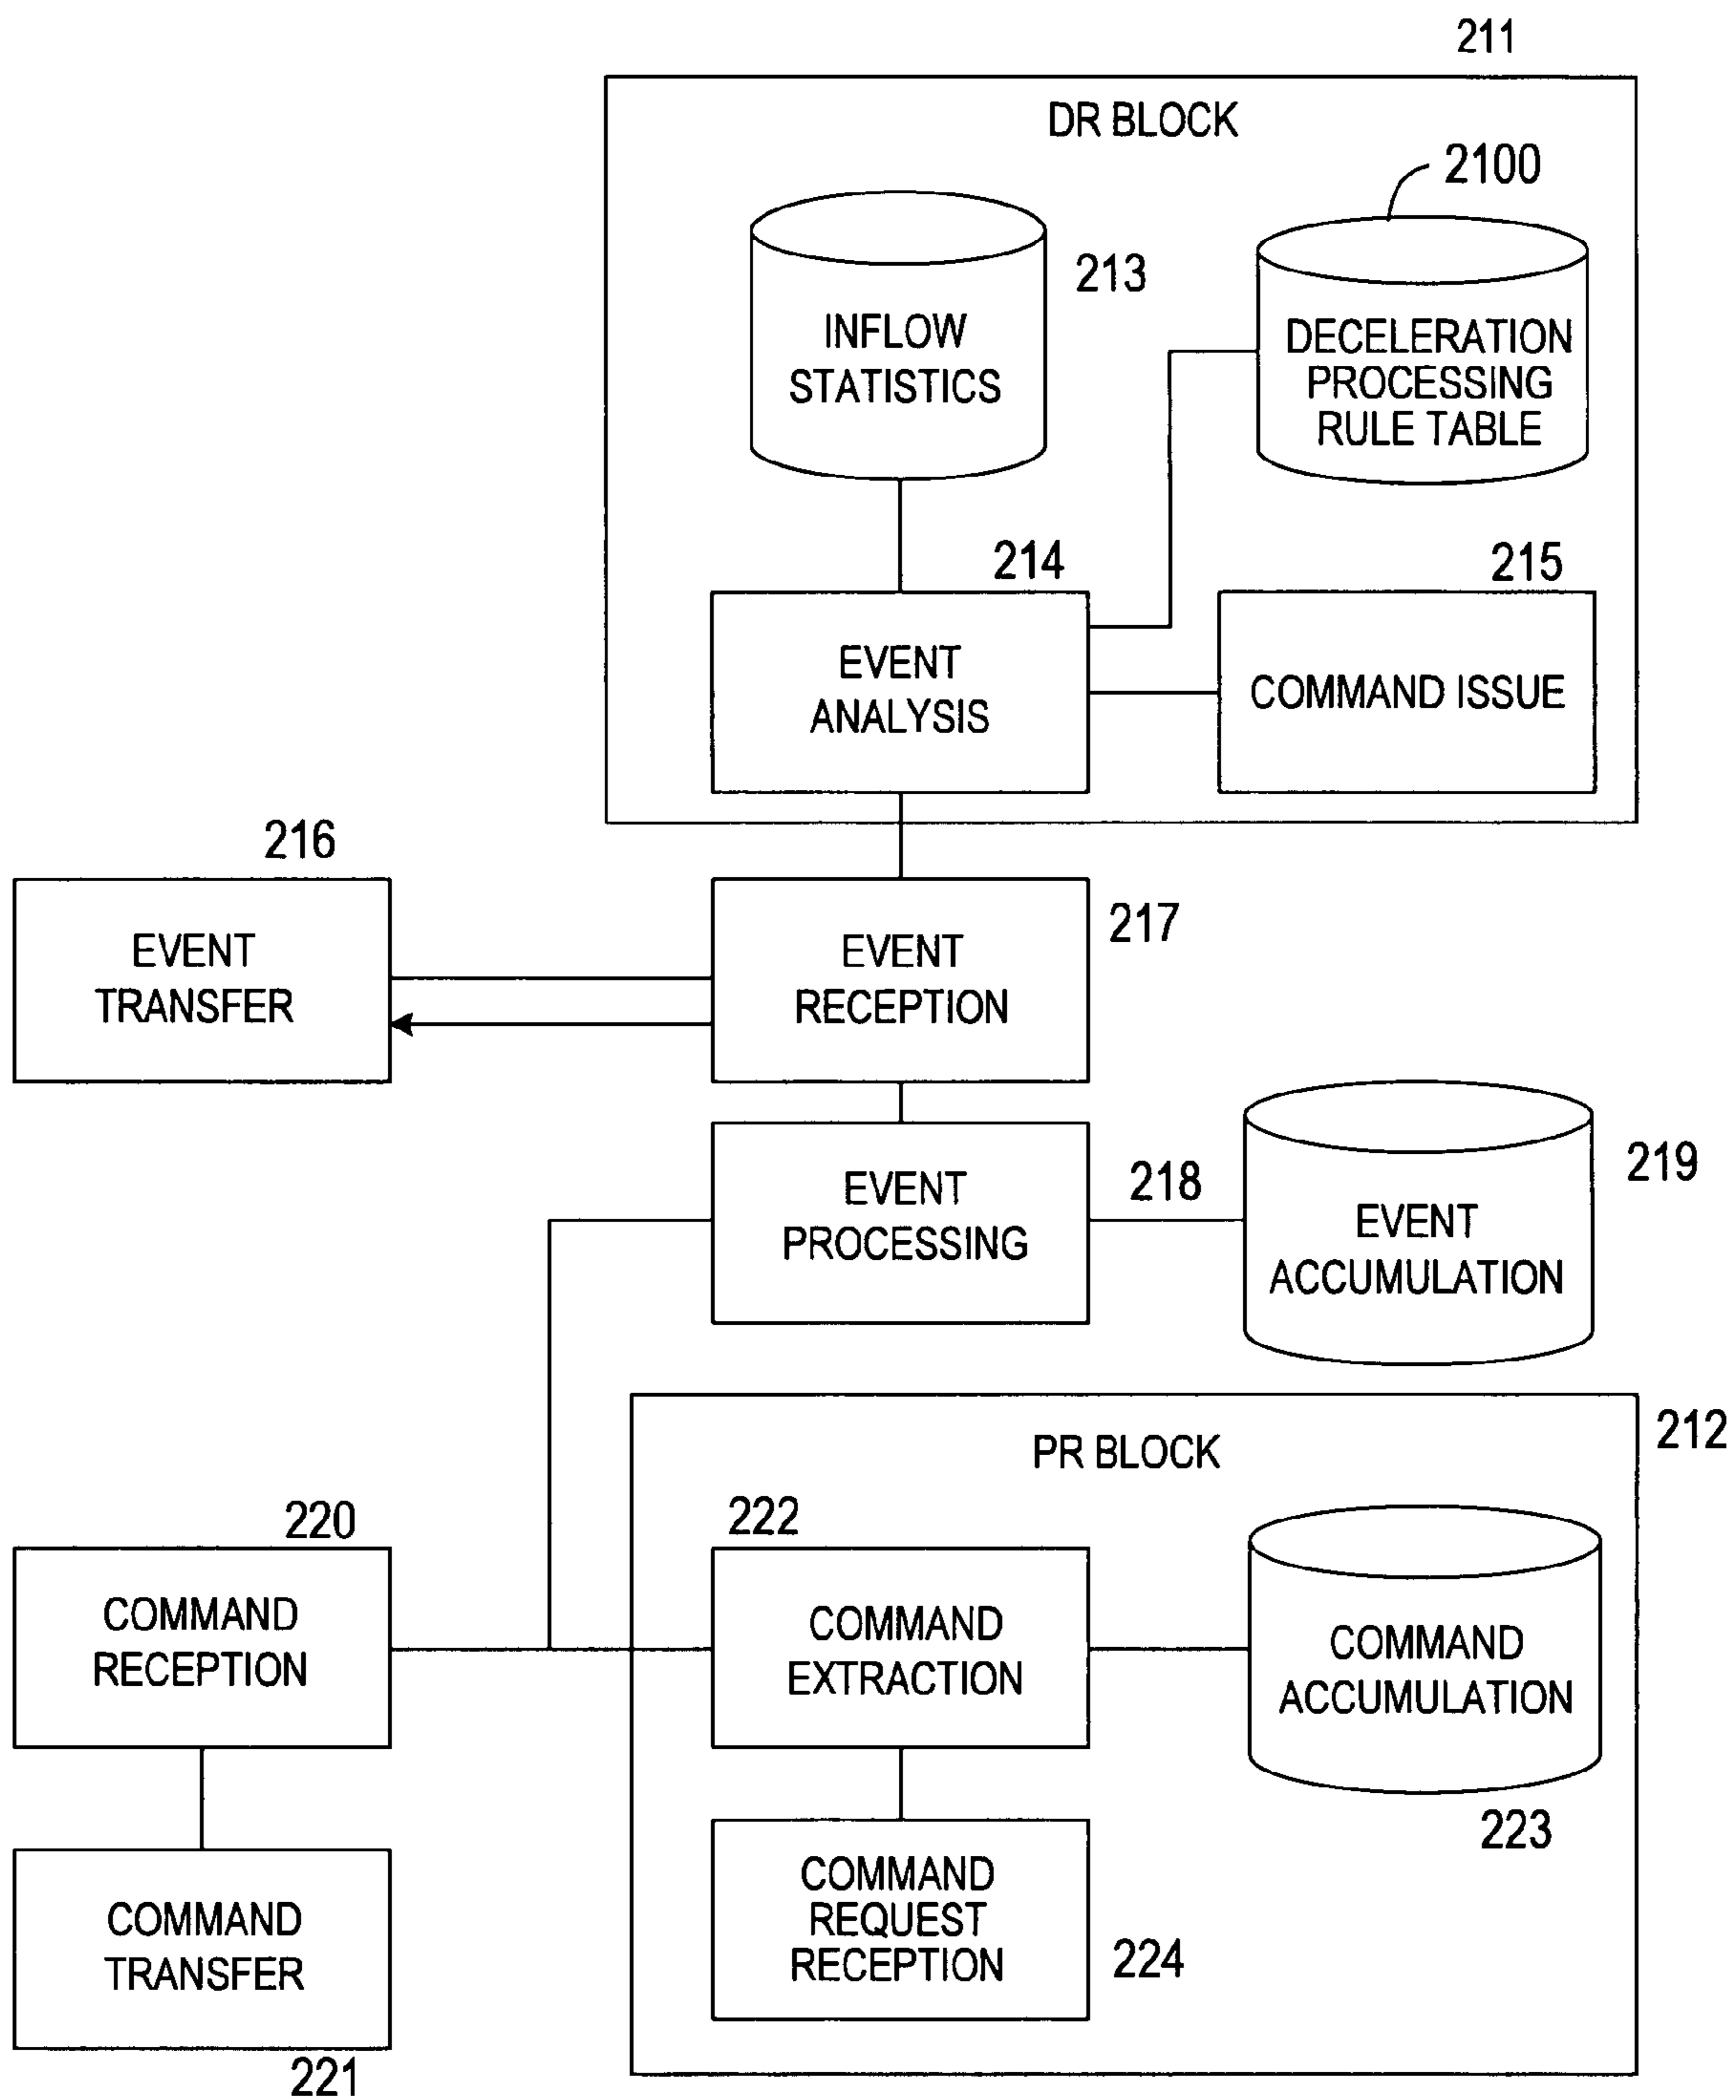 211
DR BLOCK
2100
213
INFLOW
STATISTICS
DECELERATION
PROCESSING
RULE TABLE
214
215
EVENT
ANALYSIS
COMMAND ISSUE
216
217
EVENT
TRANSFER
EVENT
RECEPTION
218
219
EVENT
PROCESSING
EVENT
ACCUMULATION
212
PR BLOCK
220
222
COMMAND
RECEPTION
COMMAND
EXTRACTION
COMMAND
ACCUMULATION
223
COMMAND
TRANSFER
221
COMMAND
REQUEST
RECEPTION
224